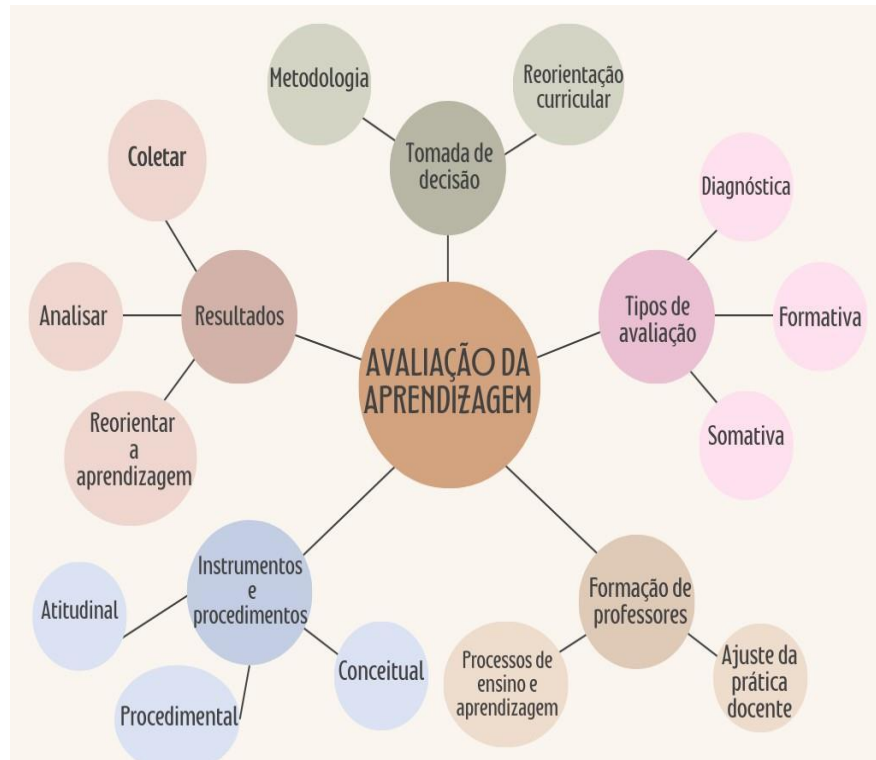 AVALIAÇÃO DA
APRENDIZAGEM
Tomada de
decisão
Metodologia
Reorientação
curricular
Tipos de
avaliação
Diagnóstica
Formativa
Somativa
Formação de
professores
Processos de
ensino e
aprendizagem
Ajuste da
prática
docente
Instrumentos
e
procedimentos
Atitudinal
Procedimental
Conceitual
Resultados
Coletar
Analisar
Reorientar
a
aprendizagem